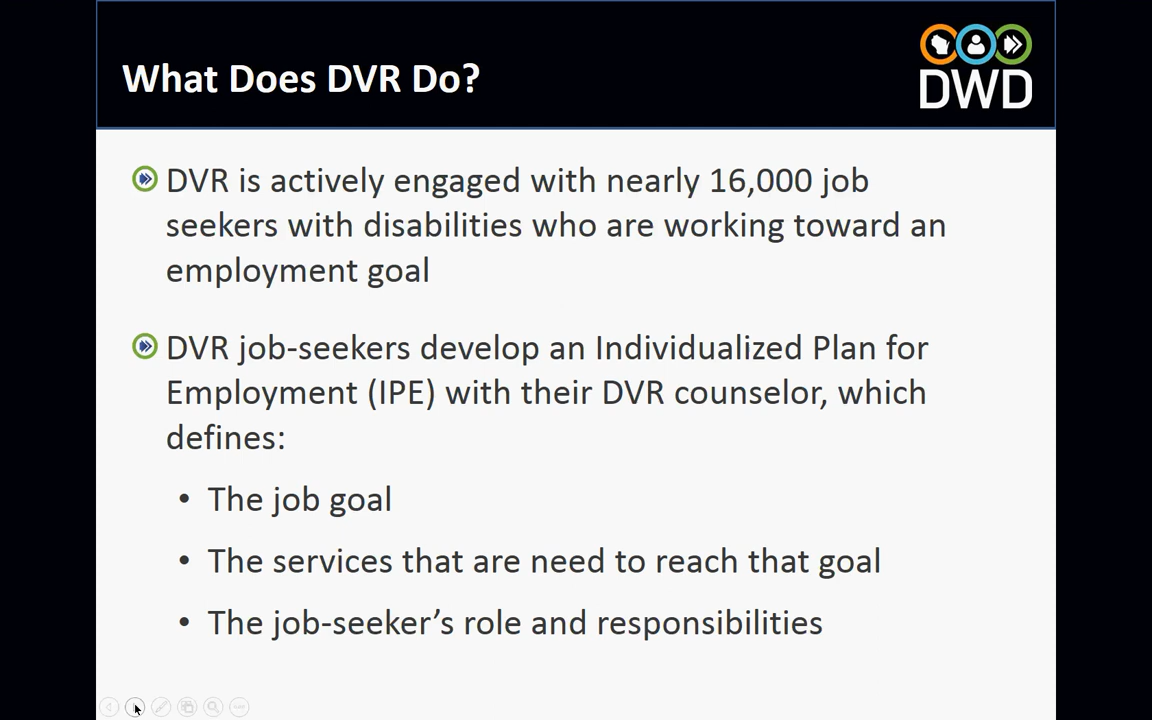 What Does DVR Do?
DWD
DVR is actively engaged with nearly 16,000 job
seekers with disabilities who are working toward an
employment goal
DVR job-seekers develop an Individualized Plan for
Employment (IPE) with their DVR counselor, which
defines:
• The job goal
• The services that are need to reach that goal
• The job-seeker’s role and responsibilities